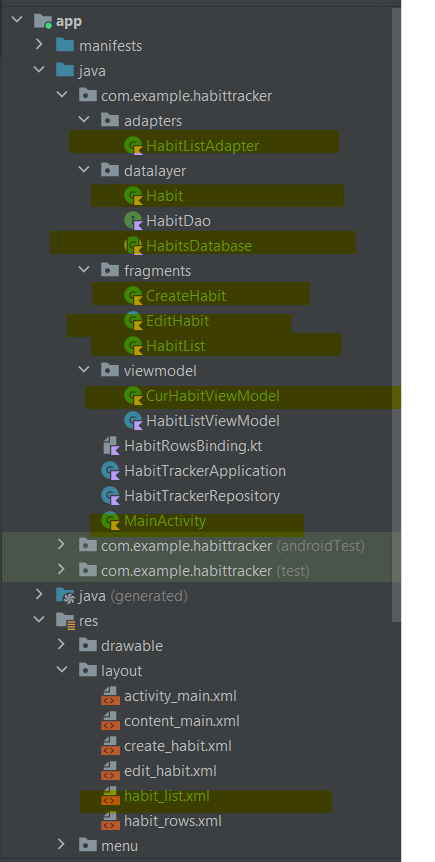 app
manifests
java
com.example.habittracker
adapters
HabitListAdapter
datalayer
Habit
HabitDao
HabitsDatabase
fragments
CreateHabit
EditHabit
HabitList
viewmodel
CurHabitViewModel
HabitListViewModel
HabitRowsBinding.kt
HabitTrackerApplication
HabitTrackerRepository
MainActivity
com.example.habittracker (androidTest)
com.example.habittracker (test)
java (generated)
res
drawable
layout
activity_main.xml
content_main.xml
create_habit.xml
edit_habit.xml
habit_list.xml
habit_rows.xml
menu